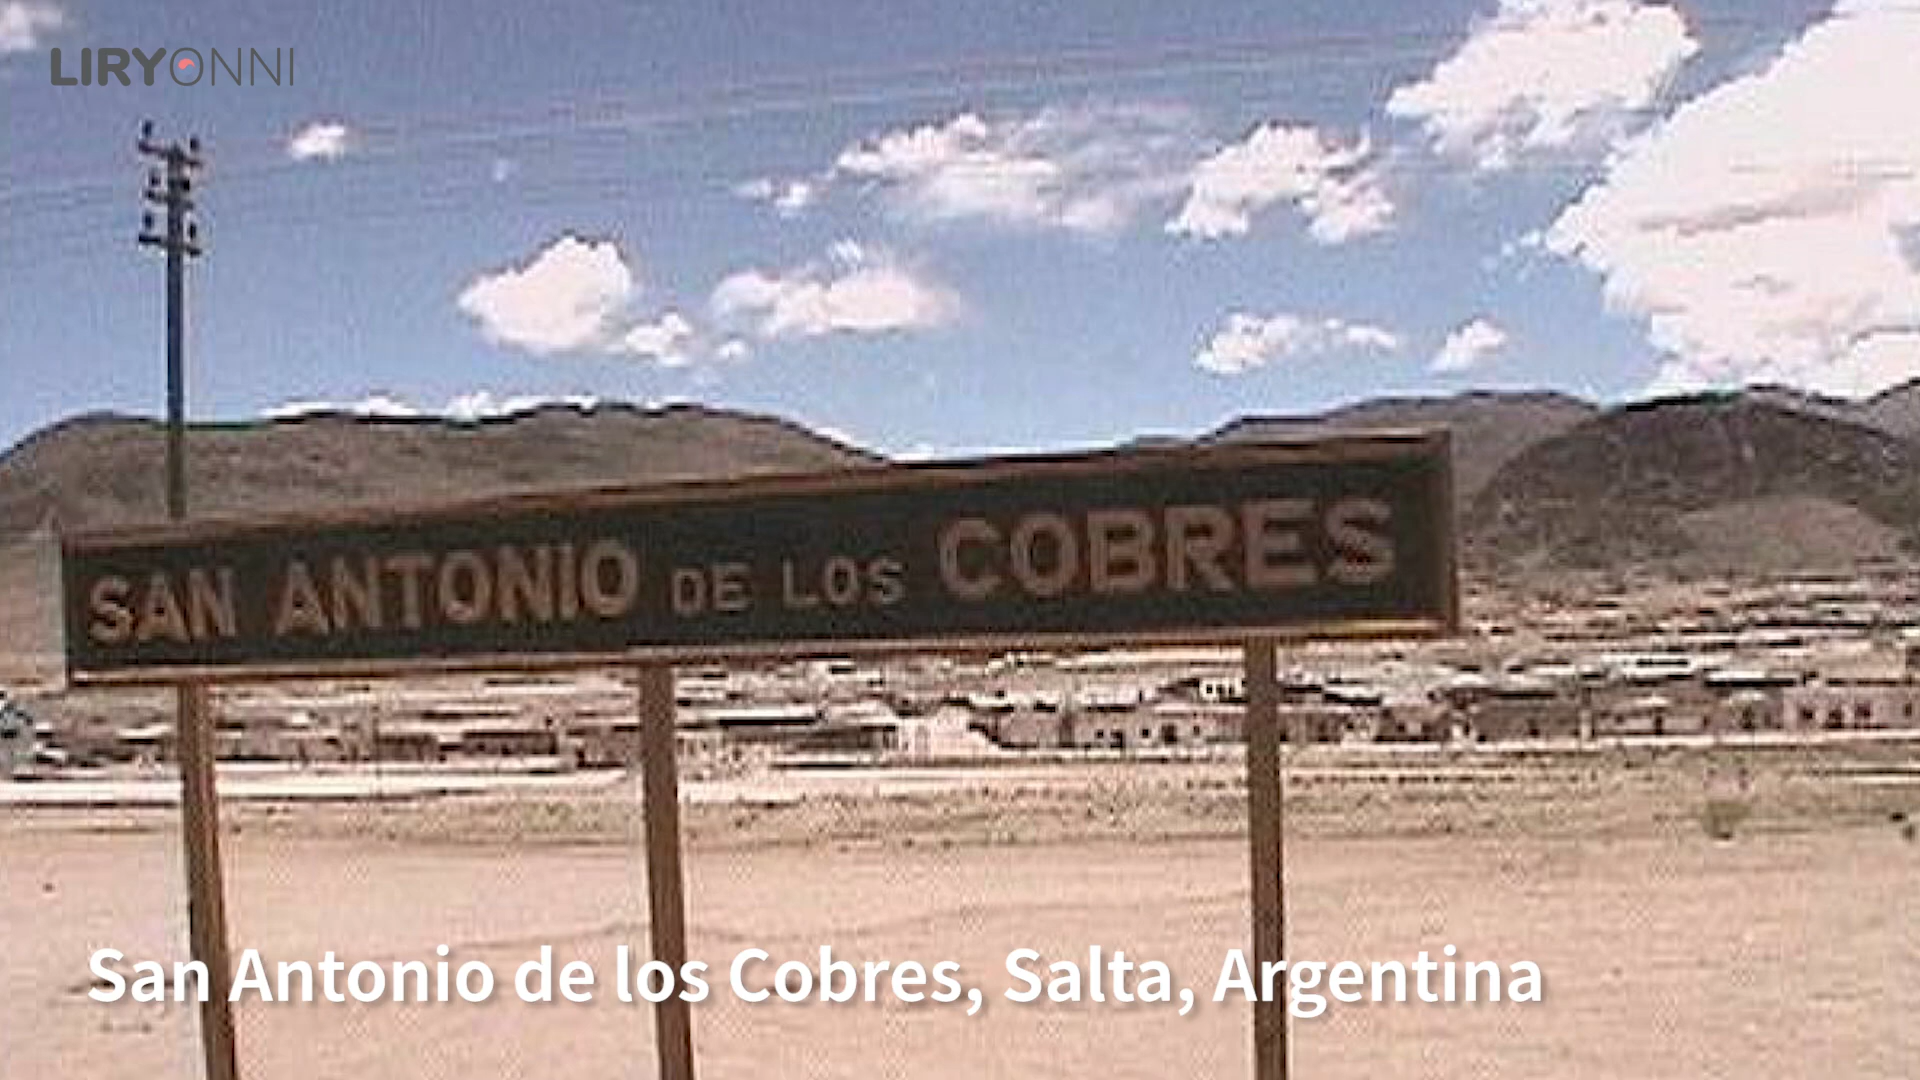 LIRYONNI
SAN ANTONIO DE LOS COBRES
San Antonio de los Cobres, Salta, Argentina